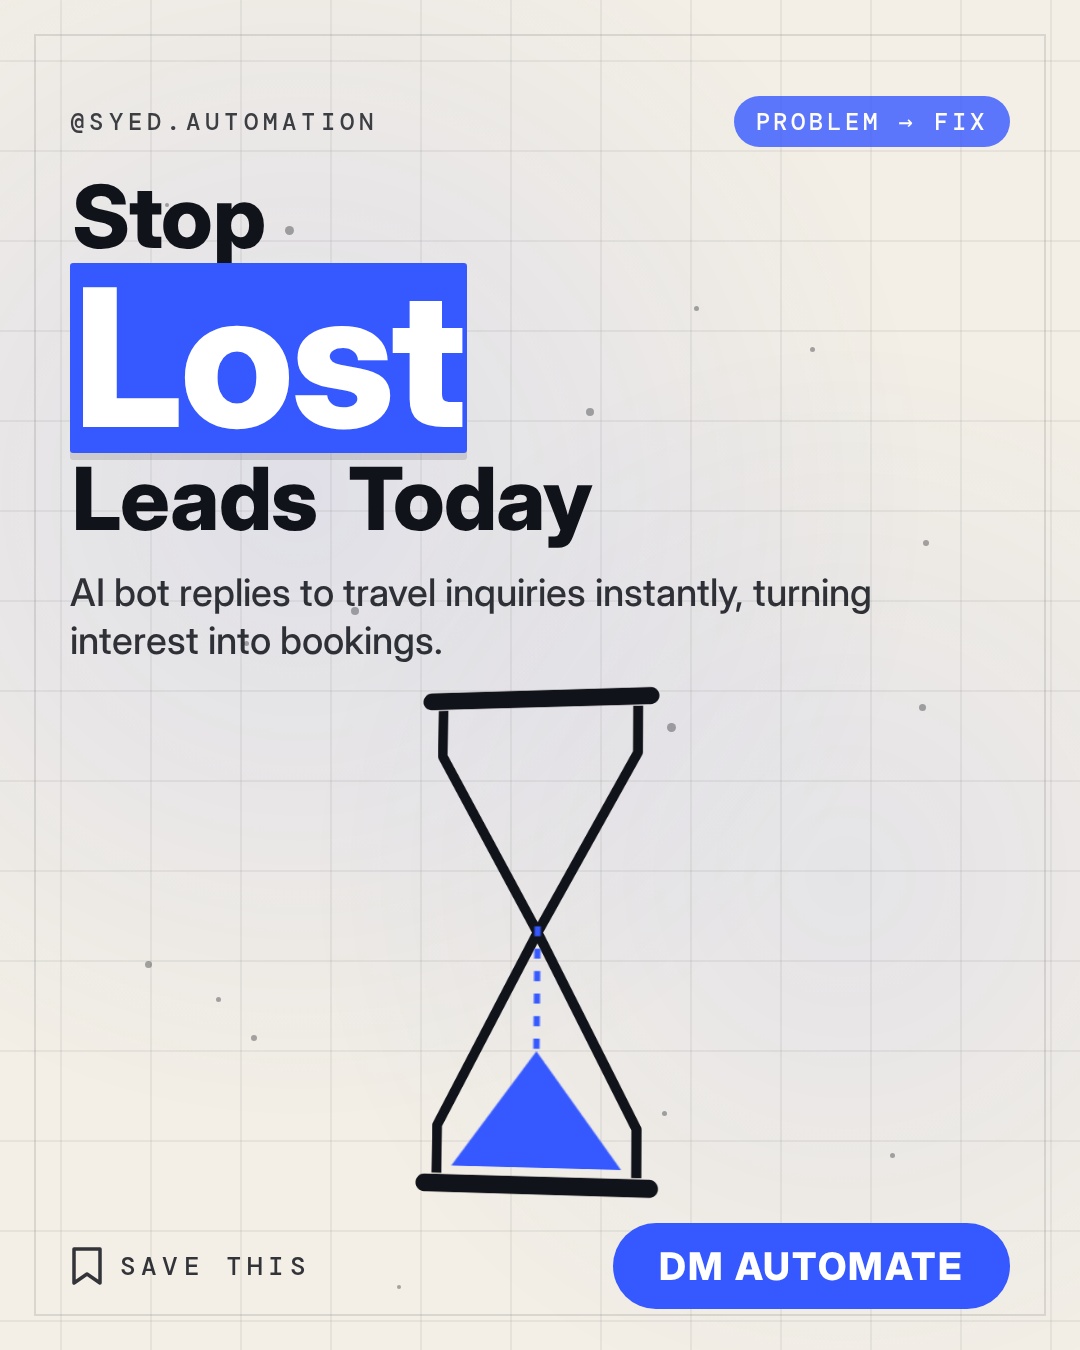 @SYED.AUTOMATION
PROBLEM → FIX
Stop
Lost
Leads Today
AI bot replies to travel inquiries instantly, turning
interest into bookings.
SAVE THIS
DM AUTOMATE